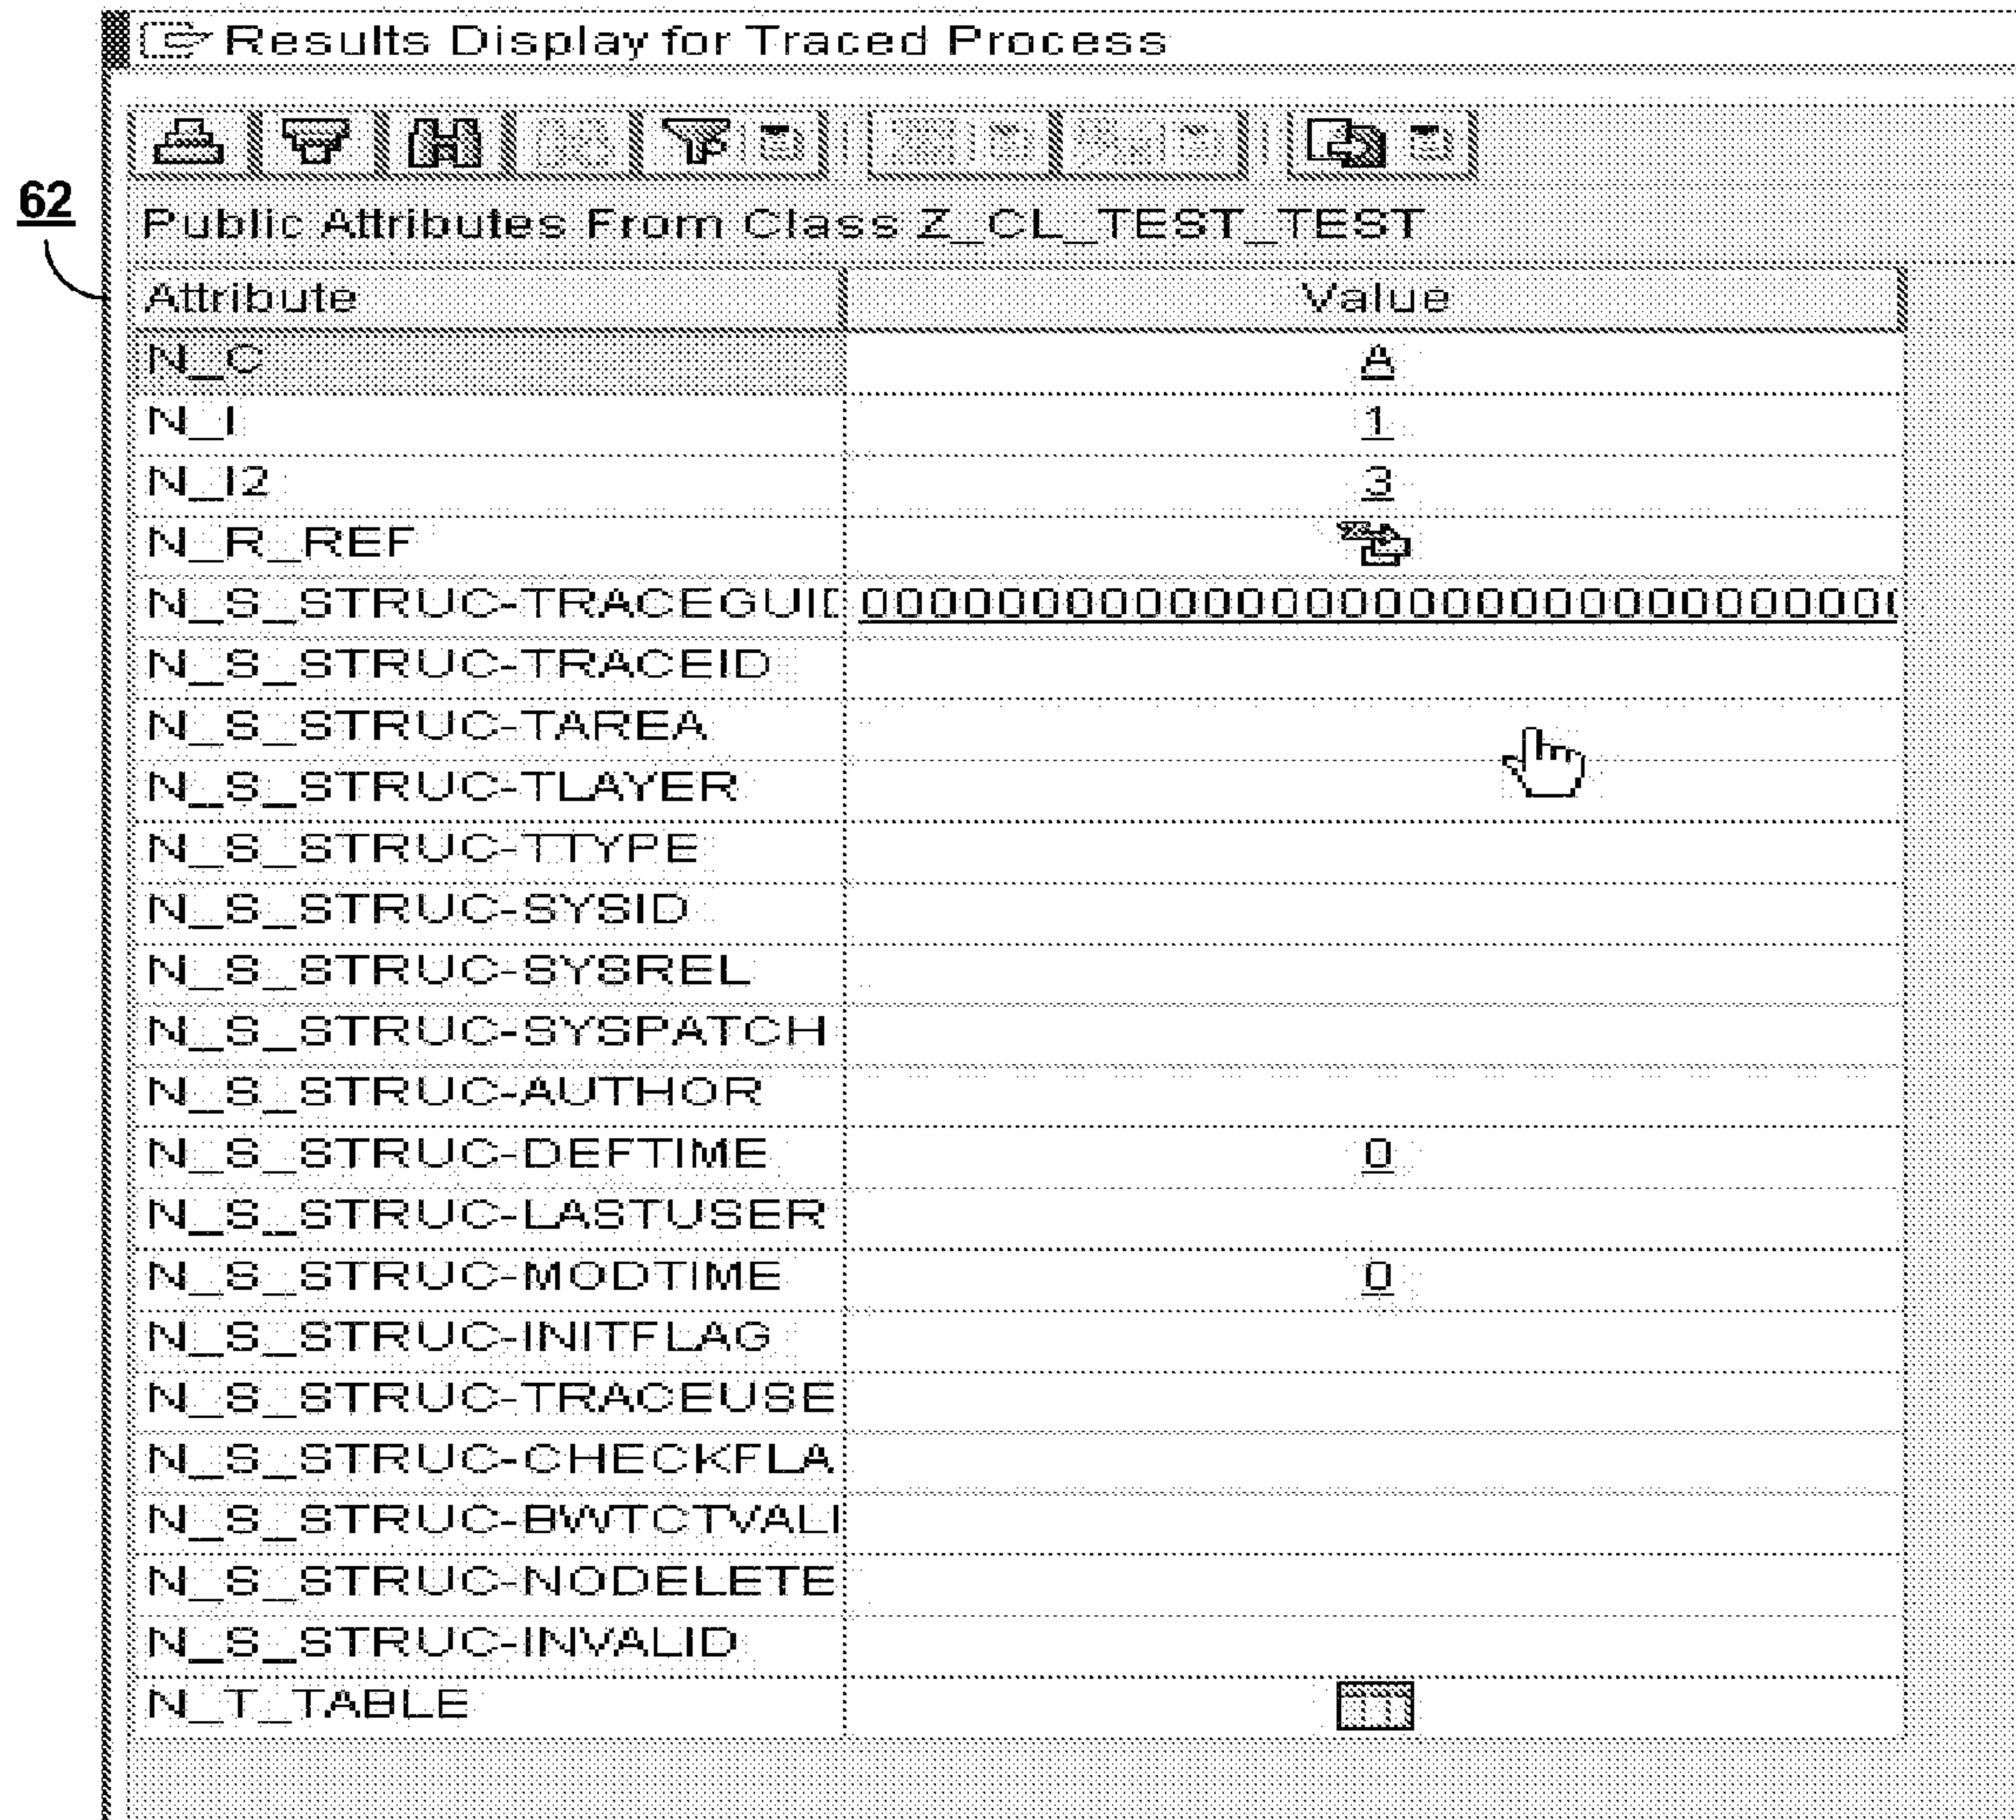 Results Display for Traced Process
62
Public Attributes From Class Z_CL_TEST_TEST
Attribute Value
N_C A
N_I 1
N_I2 3
N_R_REF
N_S_STRUC-TRACEGUID 0000000000000000000000000000000
N_S_STRUC-TRACEID
N_S_STRUC-TAREA
N_S_STRUC-TLAYER
N_S_STRUC-TTYPE
N_S_STRUC-SYSID
N_S_STRUC-SYSREL
N_S_STRUC-SYSPATCH
N_S_STRUC-AUTHOR
N_S_STRUC-DEFTIME 0
N_S_STRUC-LASTUSER
N_S_STRUC-MODTIME 0
N_S_STRUC-INITFLAG
N_S_STRUC-TRACEUSE
N_S_STRUC-CHECKFLA
N_S_STRUC-BWTCTVALI
N_S_STRUC-NODELETE
N_S_STRUC-INVALID
N_T_TABLE